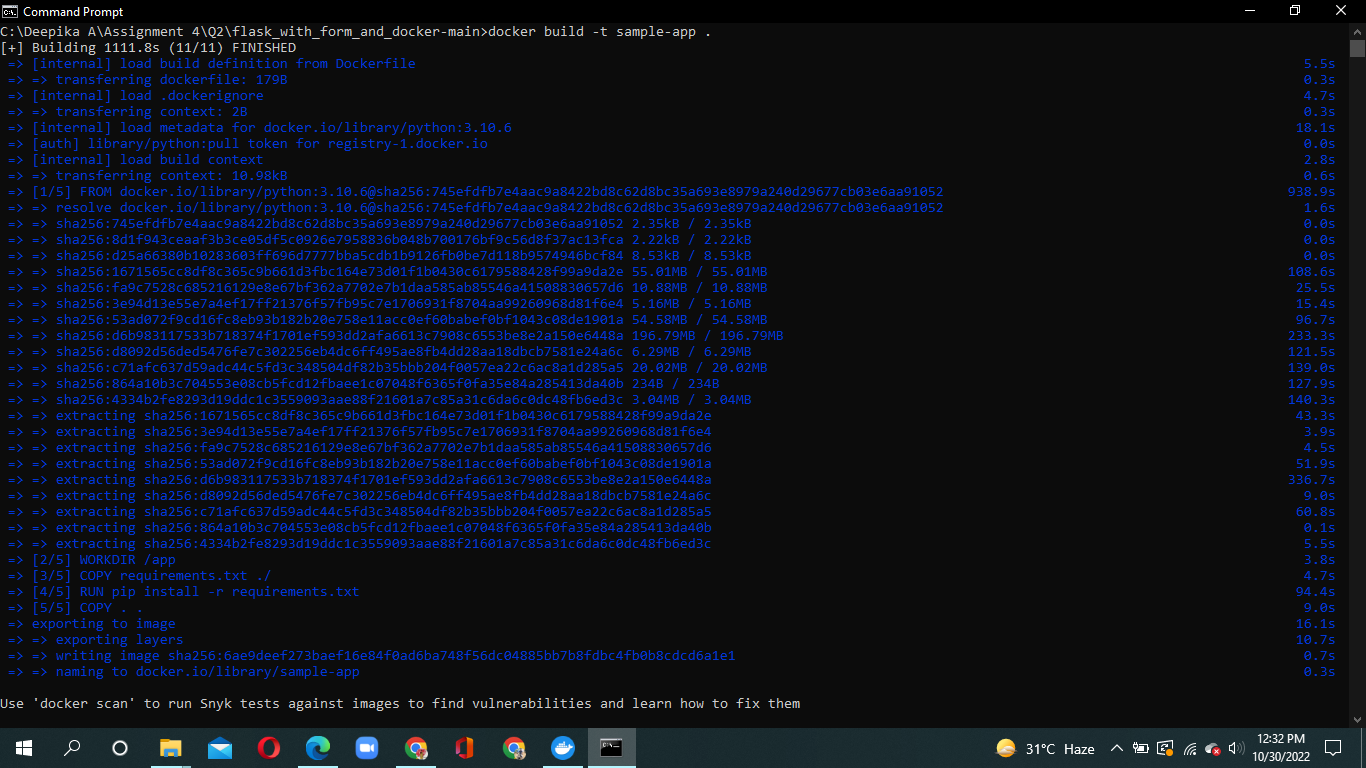 Command Prompt
C:\Deepika A\Assignment 4\Q2\flask_with_form_and_docker-main>docker build -t sample-app .
[+] Building 1111.8s (11/11) FINISHED
=> [internal] load build definition from Dockerfile 5.5s
=> => transferring dockerfile: 179B 0.3s
=> [internal] load .dockerignore 4.7s
=> => transferring context: 2B 0.3s
=> [internal] load metadata for docker.io/library/python:3.10.6 18.1s
=> [auth] library/python:pull token for registry-1.docker.io 0.0s
=> [internal] load build context 2.8s
=> => transferring context: 10.98kB 0.6s
=> [1/5] FROM docker.io/library/python:3.10.6@sha256:745efdfb7e4aac9a8422bd8c62d8bc35a693e8979a240d29677cb03e6aa91052 938.9s
=> => resolve docker.io/library/python:3.10.6@sha256:745efdfb7e4aac9a8422bd8c62d8bc35a693e8979a240d29677cb03e6aa91052 1.6s
=> => sha256:745efdfb7e4aac9a8422bd8c62d8bc35a693e8979a240d29677cb03e6aa91052 2.35kB / 2.35kB 0.0s
=> => sha256:8d1f943ceaaf3b3ce05df5c0926e7958836b048b700176bf9c56d8f37ac13fca 2.22kB / 2.22kB 0.0s
=> => sha256:d25a66380b10283603ff696d7777bba5cdb1b9126fb0be7d118b9574946bcf84 8.53kB / 8.53kB 0.0s
=> => sha256:1671565cc8df8c365c9b661d3fbc164e73d01f1b0430c6179588428f99a9da2e 55.01MB / 55.01MB 108.6s
=> => sha256:fa9c7528c685216129e8e67bf362a7702e7b1daa585ab85546a41508830657d6 10.88MB / 10.88MB 25.5s
=> => sha256:3e94d13e55e7a4ef17ff21376f57fb95c7e1706931f8704aa99260968d81f6e4 5.16MB / 5.16MB 15.4s
=> => sha256:53ad072f9cd16fc8eb93b182b20e758e11acc0ef60babef0bf1043c08de1901a 54.58MB / 54.58MB 96.7s
=> => sha256:d6b983117533b718374f1701ef593dd2afa6613c7908c6553be8e2a150e6448a 196.79MB / 196.79MB 233.3s
=> => sha256:d8092d56ded5476fe7c302256eb4dc6ff495ae8fb4dd28aa18dbcb7581e24a6c 6.29MB / 6.29MB 121.5s
=> => sha256:c71afc637d59adc44c5fd3c348504df82b35bbb204f0057ea22c6ac8a1d285a5 20.02MB / 20.02MB 139.0s
=> => sha256:864a10b3c704553e08cb5fcd12fbaee1c07048f6365f0fa35e84a285413da40b 234B / 234B 127.9s
=> => sha256:4334b2fe8293d19ddc1c3559093aae88f21601a7c85a31c6da6c0dc48fb6ed3c 3.04MB / 3.04MB 140.3s
=> => extracting sha256:1671565cc8df8c365c9b661d3fbc164e73d01f1b0430c6179588428f99a9da2e 43.3s
=> => extracting sha256:3e94d13e55e7a4ef17ff21376f57fb95c7e1706931f8704aa99260968d81f6e4 3.9s
=> => extracting sha256:fa9c7528c685216129e8e67bf362a7702e7b1daa585ab85546a41508830657d6 4.5s
=> => extracting sha256:53ad072f9cd16fc8eb93b182b20e758e11acc0ef60babef0bf1043c08de1901a 51.9s
=> => extracting sha256:d6b983117533b718374f1701ef593dd2afa6613c7908c6553be8e2a150e6448a 336.7s
=> => extracting sha256:d8092d56ded5476fe7c302256eb4dc6ff495ae8fb4dd28aa18dbcb7581e24a6c 9.0s
=> => extracting sha256:c71afc637d59adc44c5fd3c348504df82b35bbb204f0057ea22c6ac8a1d285a5 60.8s
=> => extracting sha256:864a10b3c704553e08cb5fcd12fbaee1c07048f6365f0fa35e84a285413da40b 0.1s
=> => extracting sha256:4334b2fe8293d19ddc1c3559093aae88f21601a7c85a31c6da6c0dc48fb6ed3c 5.5s
=> [2/5] WORKDIR /app 3.8s
=> [3/5] COPY requirements.txt ./ 4.7s
=> [4/5] RUN pip install -r requirements.txt 94.4s
=> [5/5] COPY . . 9.0s
=> exporting to image 16.1s
=> => exporting layers 10.7s
=> => writing image sha256:6ae9deef273baef16e84f0ad6ba748f56dc04885bb7b8fdbc4fb0b8cdcd6a1e1 0.7s
=> => naming to docker.io/library/sample-app 0.3s
Use 'docker scan' to run Snyk tests against images to find vulnerabilities and learn how to fix them
31°C Haze
12:32 PM
10/30/2022